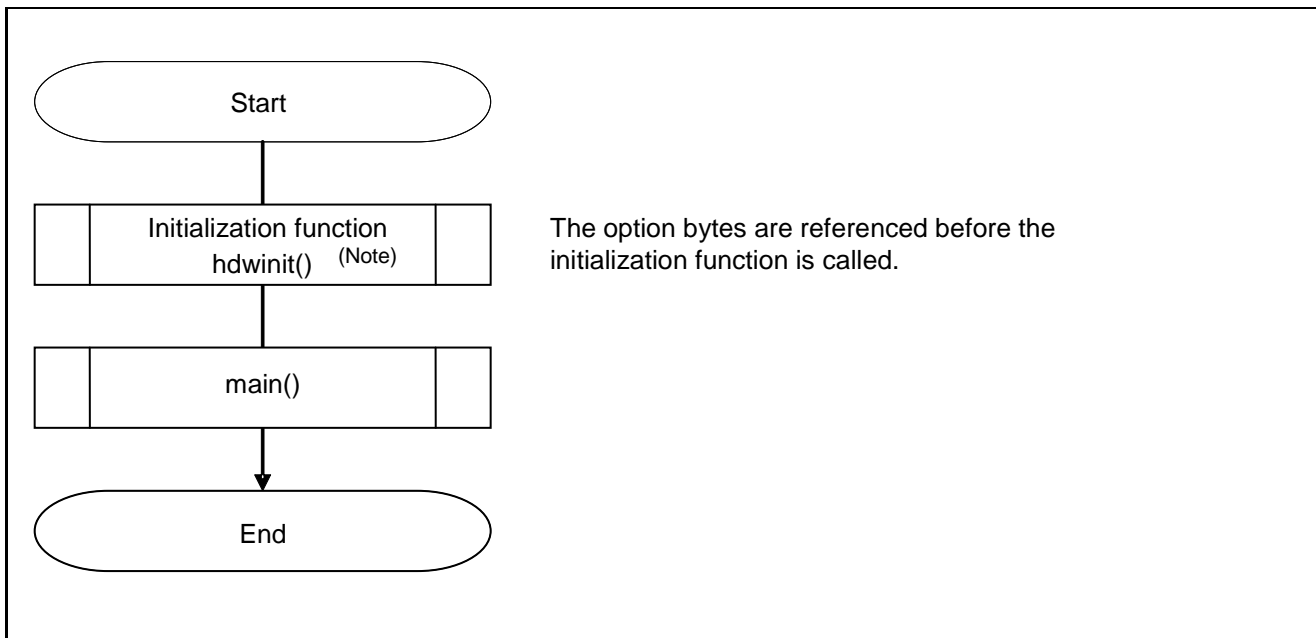 Start
Initialization function
hdwinit() (Note)
The option bytes are referenced before the
initialization function is called.
main()
End